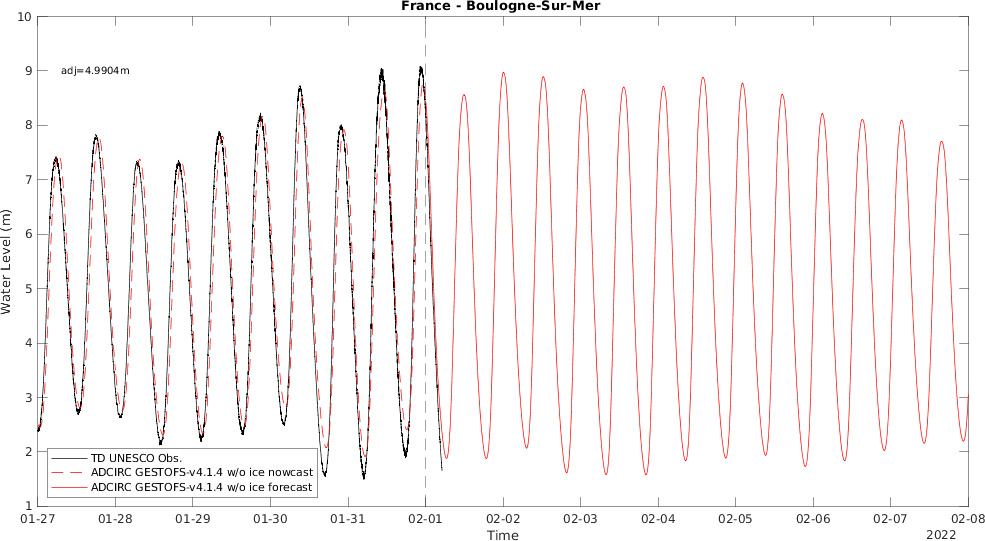 France - Boulogne-Sur-Mer
10
adj=4.9904m
9
8
7
6
5
4
3
2
1
Water Level (m)
TD UNESCO Obs.
ADCIRC GESTOFS-v4.1.4 w/o ice nowcast
ADCIRC GESTOFS-v4.1.4 w/o ice forecast
01-27 01-28 01-29 01-30 01-31 02-01 02-02 02-03 02-04 02-05 02-06 02-07 02-08
Time
2022